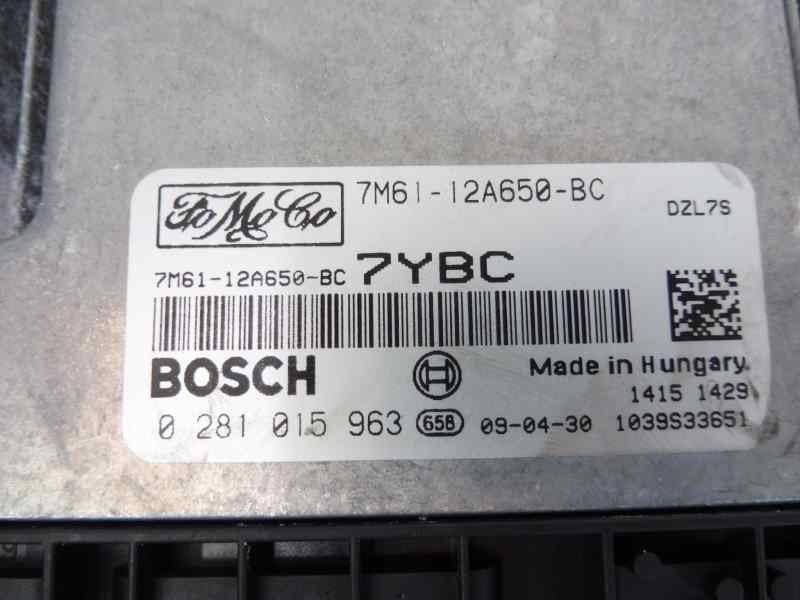 FoMoCo
7M61-12A650-BC
DZL7S
7M61-12A650-BC 7YBC
BOSCH
Made in Hungary.
1415 1429
0 281 015 963 65B 09-04-30 1039S33651